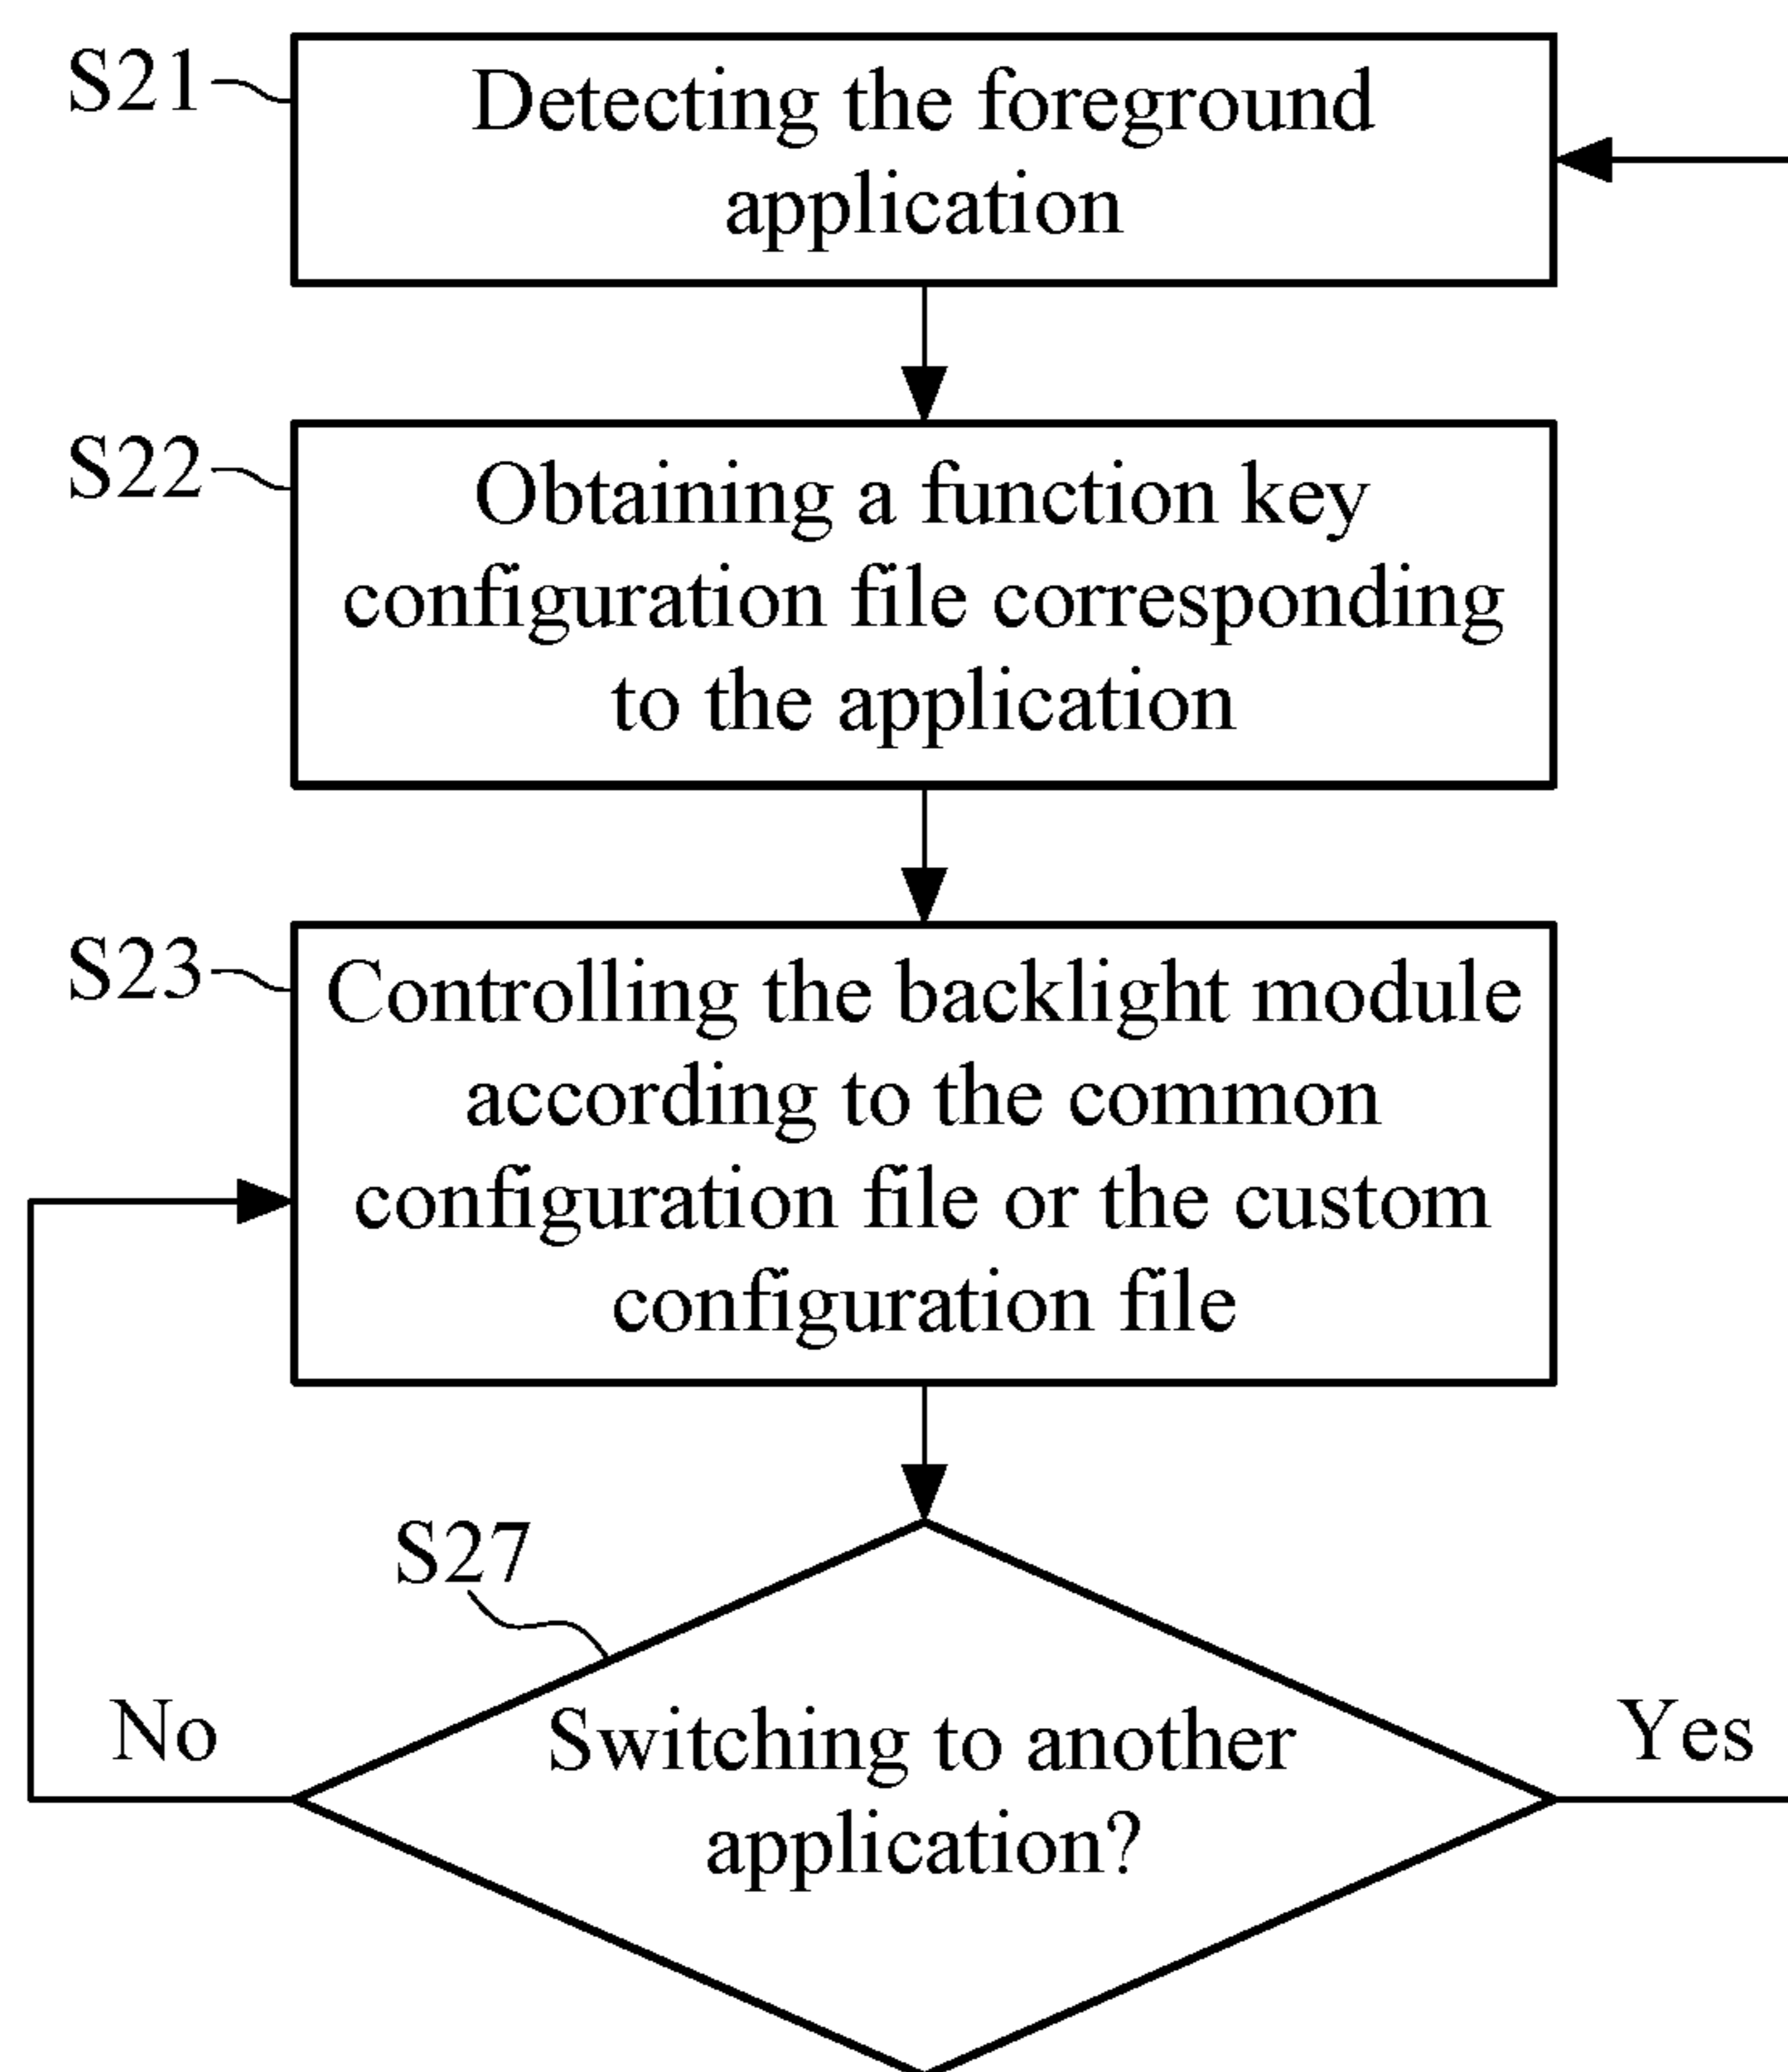 S21
Detecting the foreground
application
S22
Obtaining a function key
configuration file corresponding
to the application
S23
Controlling the backlight module
according to the common
configuration file or the custom
configuration file
S27
Switching to another
application?
No
Yes